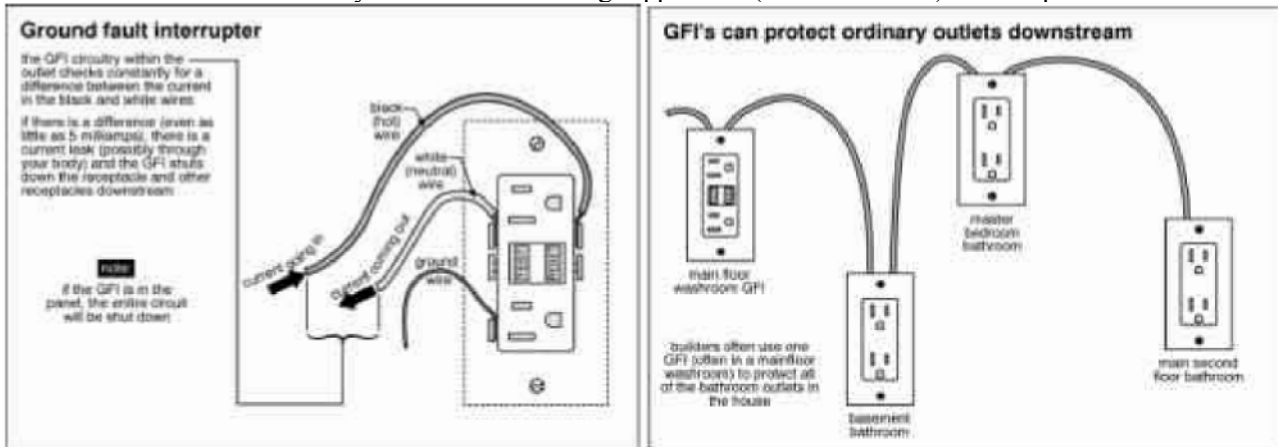 Ground fault interrupter
the GFI circuitry within the
outlet checks constantly for a
difference between the current
in the black and white wires
if there is a difference (even as
little as 5 milliamps), there is a
current leak (possibly through
your body) and the GFI shuts
down the receptacle and other
receptacles downstream
note:
if the GFI is in the
panel, the entire circuit
will be shut down
black
(hot)
wire
white
(neutral)
wire
current going in
current coming out
ground
wire
GFI's can protect ordinary outlets downstream
main floor
washroom GFI
master
bedroom
bathroom
main second
floor bathroom
basement
bathroom
builders often use one
GFI (often in a mainfloor
washroom) to protect all
of the bathroom outlets in
the house